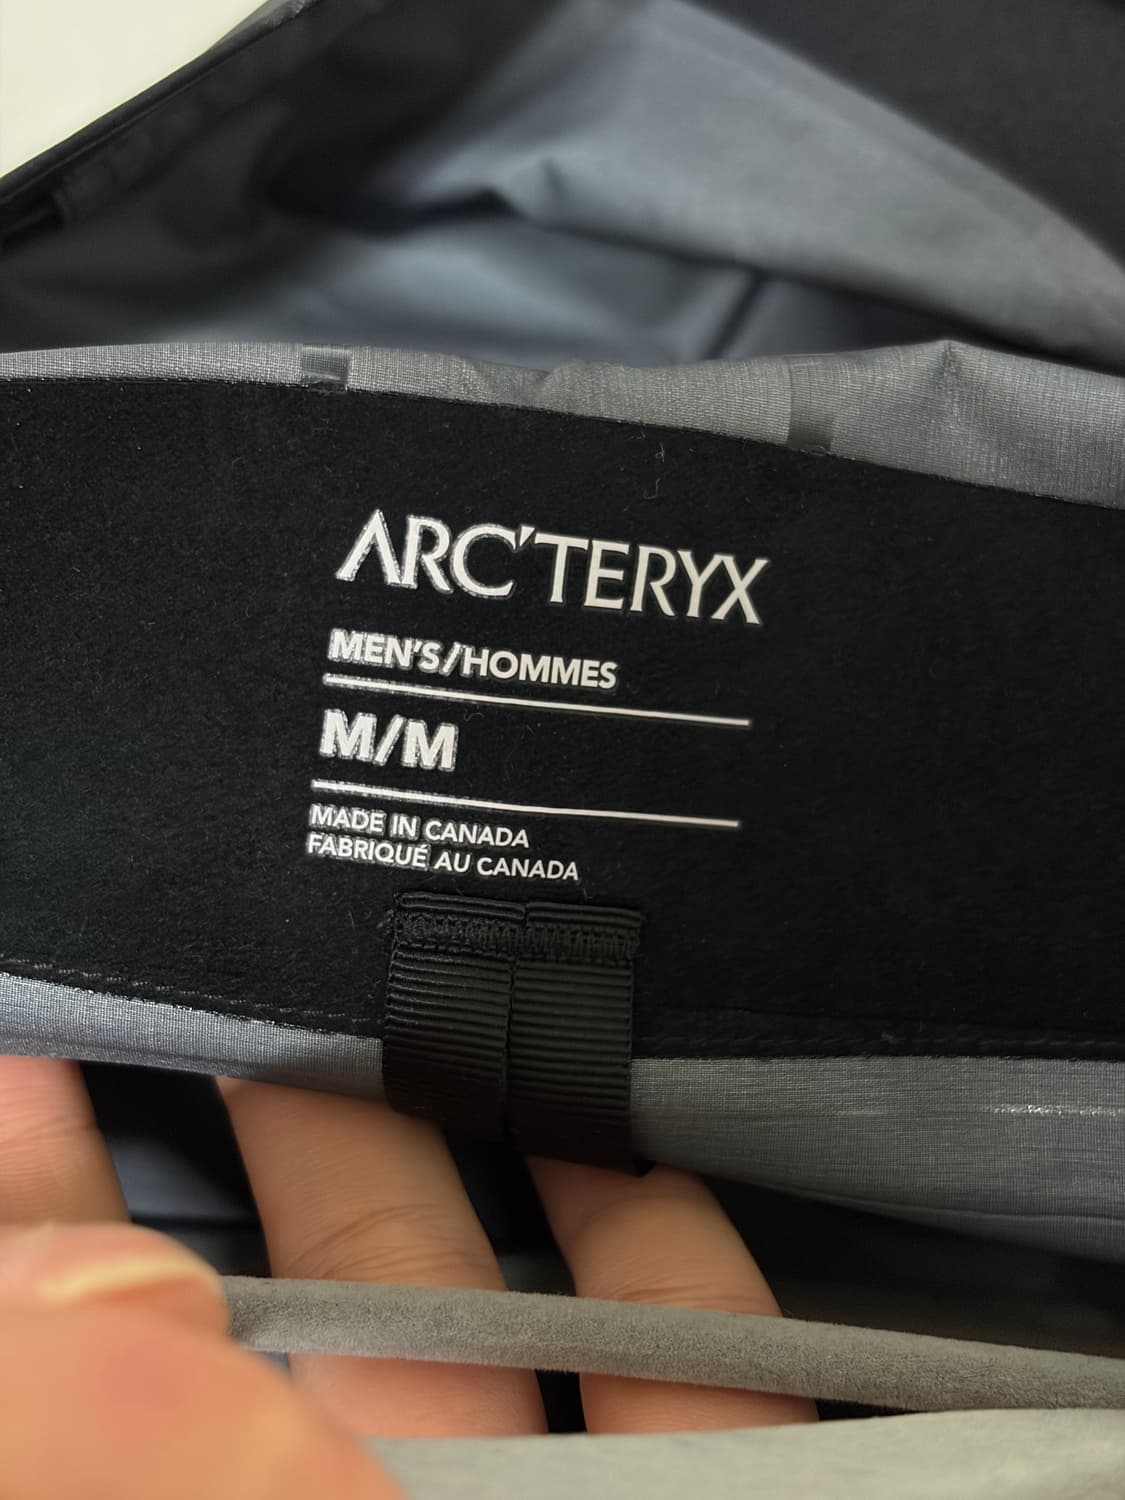 ARC'TERYX
MEN'S/HOMMES
M/M
MADE IN CANADA
FABRIQUÉ AU CANADA